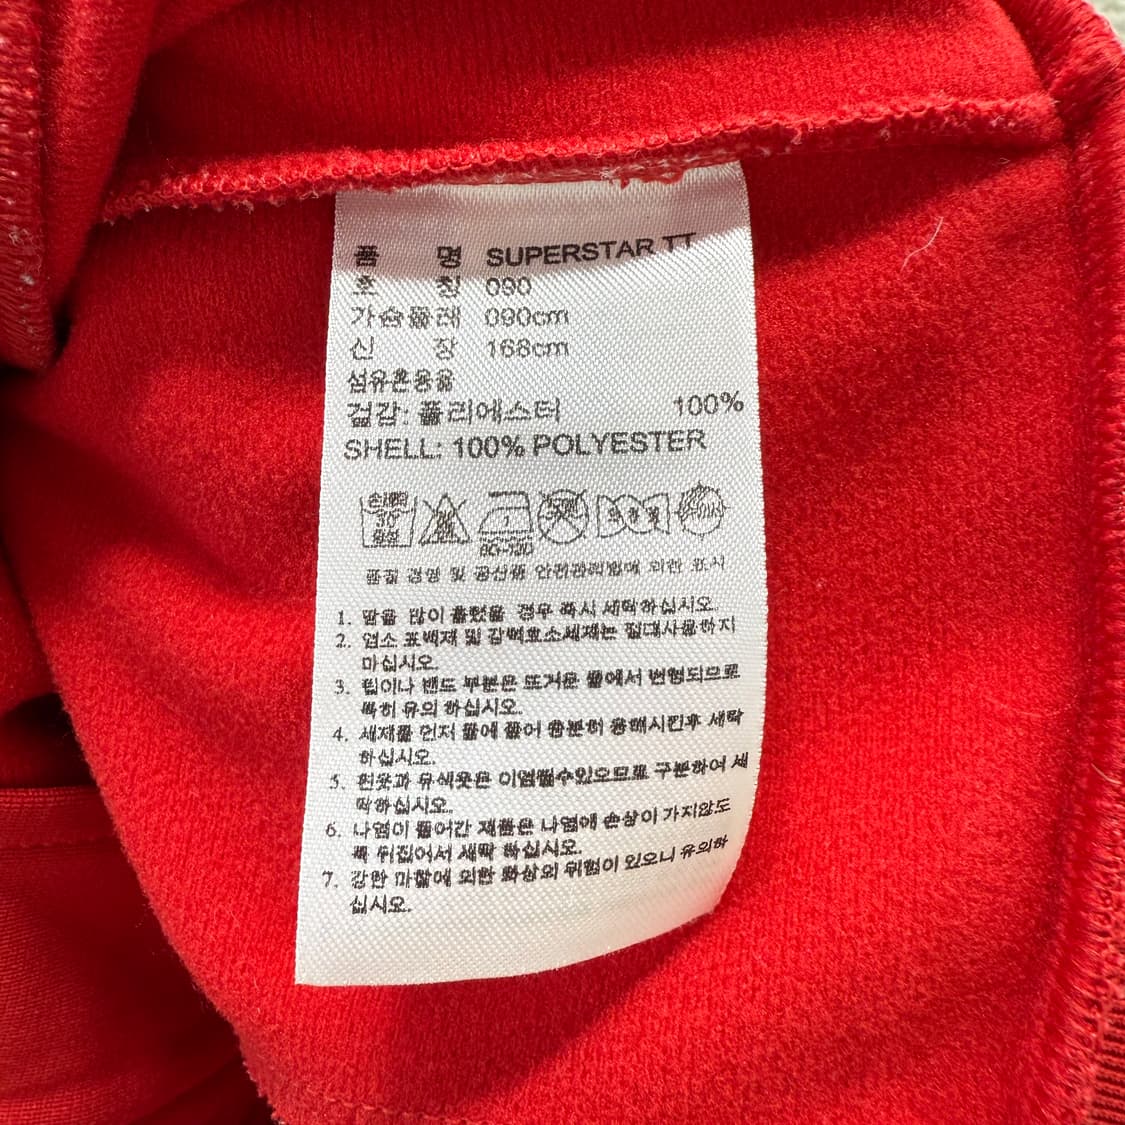 품 명 SUPERSTAR TT
호 칭 090
가슴둘레 090cm
신 장 168cm
섬유혼용율
겉감: 폴리에스터 100%
SHELL: 100% POLYESTER
80-120
품질 경영 및 공산품 안전관리법에 의한 표시
1. 땀을 많이 흘렸을 경우 즉시 세탁하십시오.
2. 염소 표백제 및 강력효소세제는 절대사용하지
마십시오.
3. 팁이나 밴드 부분은 뜨거운 물에서 변형되므로
특히 유의 하십시오.
4. 세제를 먼저 물에 풀어 충분히 용해시킨후 세탁
하십시오.
5. 흰옷과 유색옷은 이염될수있으므로 구분하여 세
탁하십시오.
6. 나염이 들어간 제품은 나염에 손상이 가지않도
록 뒤집어서 세탁 하십시오.
7. 강한 마찰에 의한 화상의 위험이 있으니 유의하
십시오.